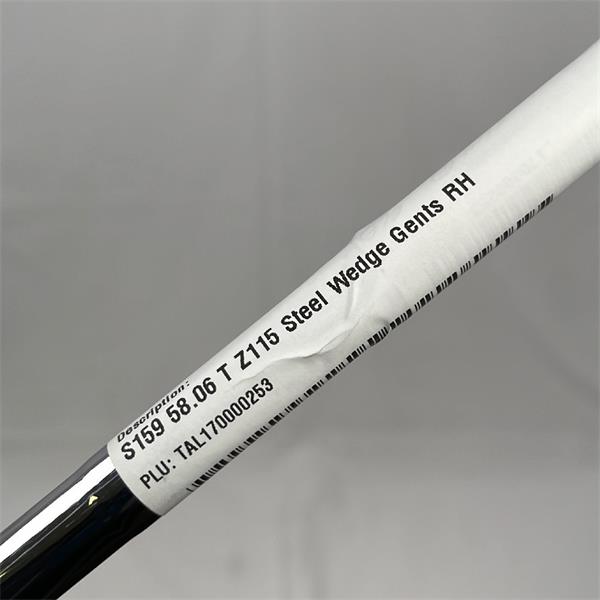 Description:
S159 58.06 T Z115 Steel Wedge Gents RH
PLU: TAL170000253